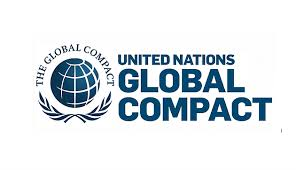 THE GLOBAL COMPACT
UNITED NATIONS
GLOBAL
COMPACT